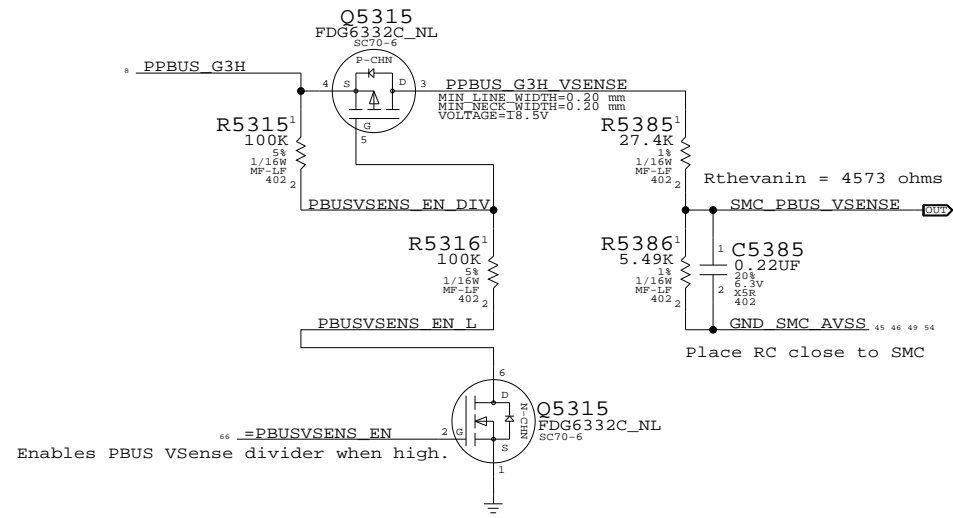 Q5315
FDG6332C_NL
SC70-6
P-CHN
8 PPBUS_G3H
4 S D 3
G
5
PPBUS_G3H_VSENSE
MIN_LINE_WIDTH=0.20 mm
MIN_NECK_WIDTH=0.20 mm
VOLTAGE=18.5V
R5315 1
100K
5%
1/16W
MF-LF
402 2
R5385 1
27.4K
1%
1/16W
MF-LF
402 2
Rthevanin = 4573 ohms
PBUSVSENS_EN_DIV
SMC_PBUS_VSENSE
OUT
R5316 1
100K
5%
1/16W
MF-LF
402 2
R5386 1
5.49K
1%
1/16W
MF-LF
402 2
1 C5385
0.22UF
20%
6.3V
2 X5R
402
PBUSVSENS_EN_L
GND_SMC_AVSS 45 46 49 54
Place RC close to SMC
6
D
Q5315
FDG6332C_NL
SC70-6
N-CHN
66 =PBUSVSENS_EN 2 G
S
1
Enables PBUS VSense divider when high.